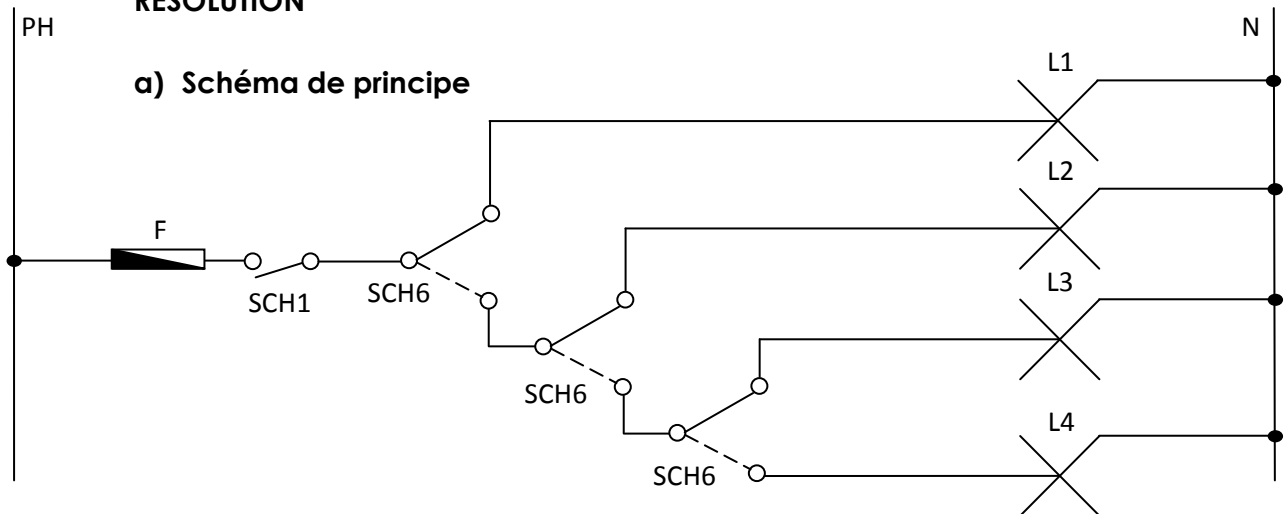 RESOLUTION
PH
N
a) Schéma de principe
L1
L2
F
SCH1
SCH6
L3
SCH6
L4
SCH6